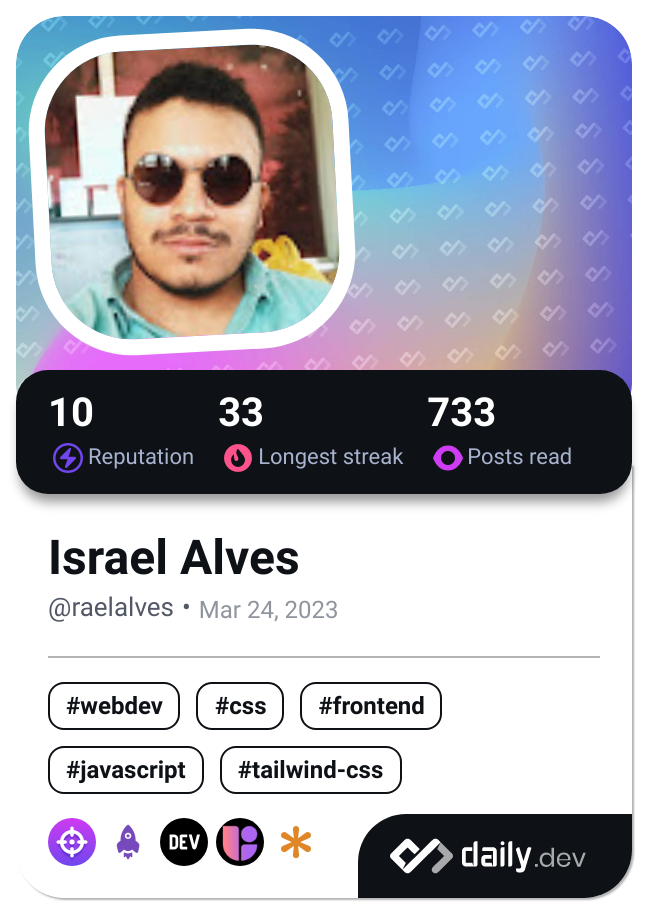 10 33 733
Reputation Longest streak Posts read
Israel Alves
@raelalves • Mar 24, 2023
#webdev #css #frontend
#javascript #tailwind-css
DEV
daily.dev